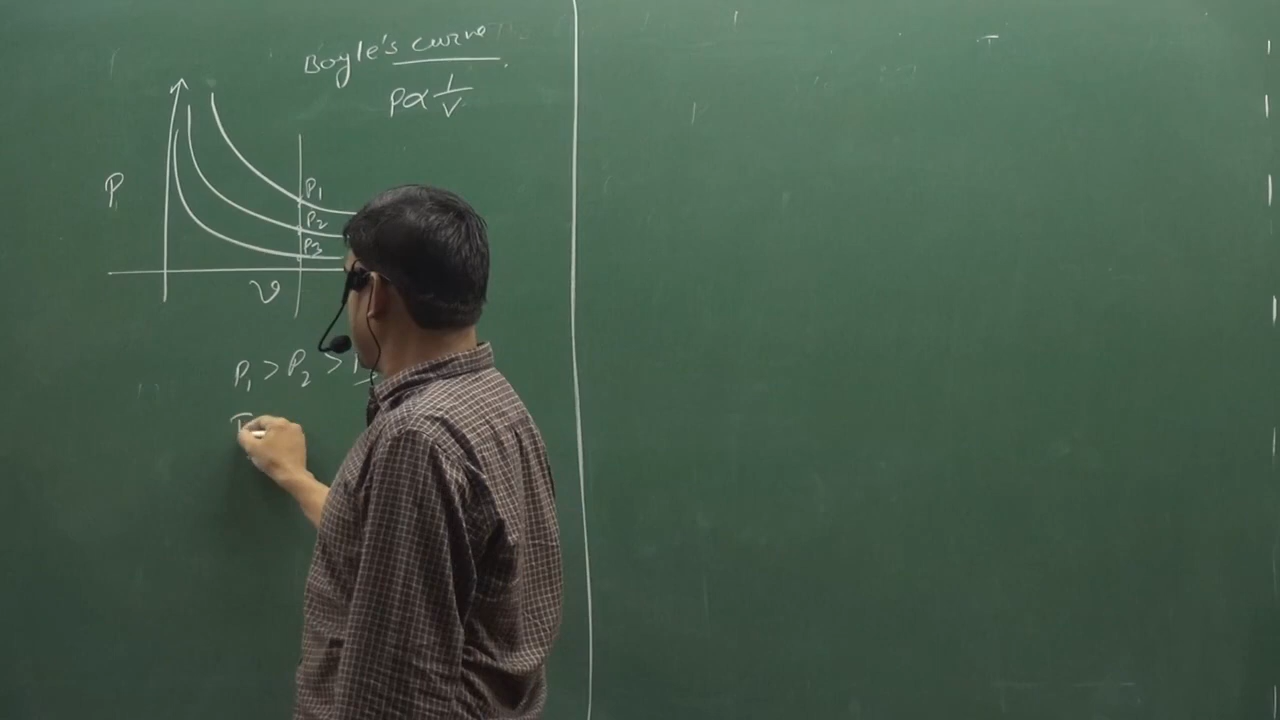 Boyle's curve
P ∝ 1/V
P
P1
P2
P3
V
P1 > P2 >
T